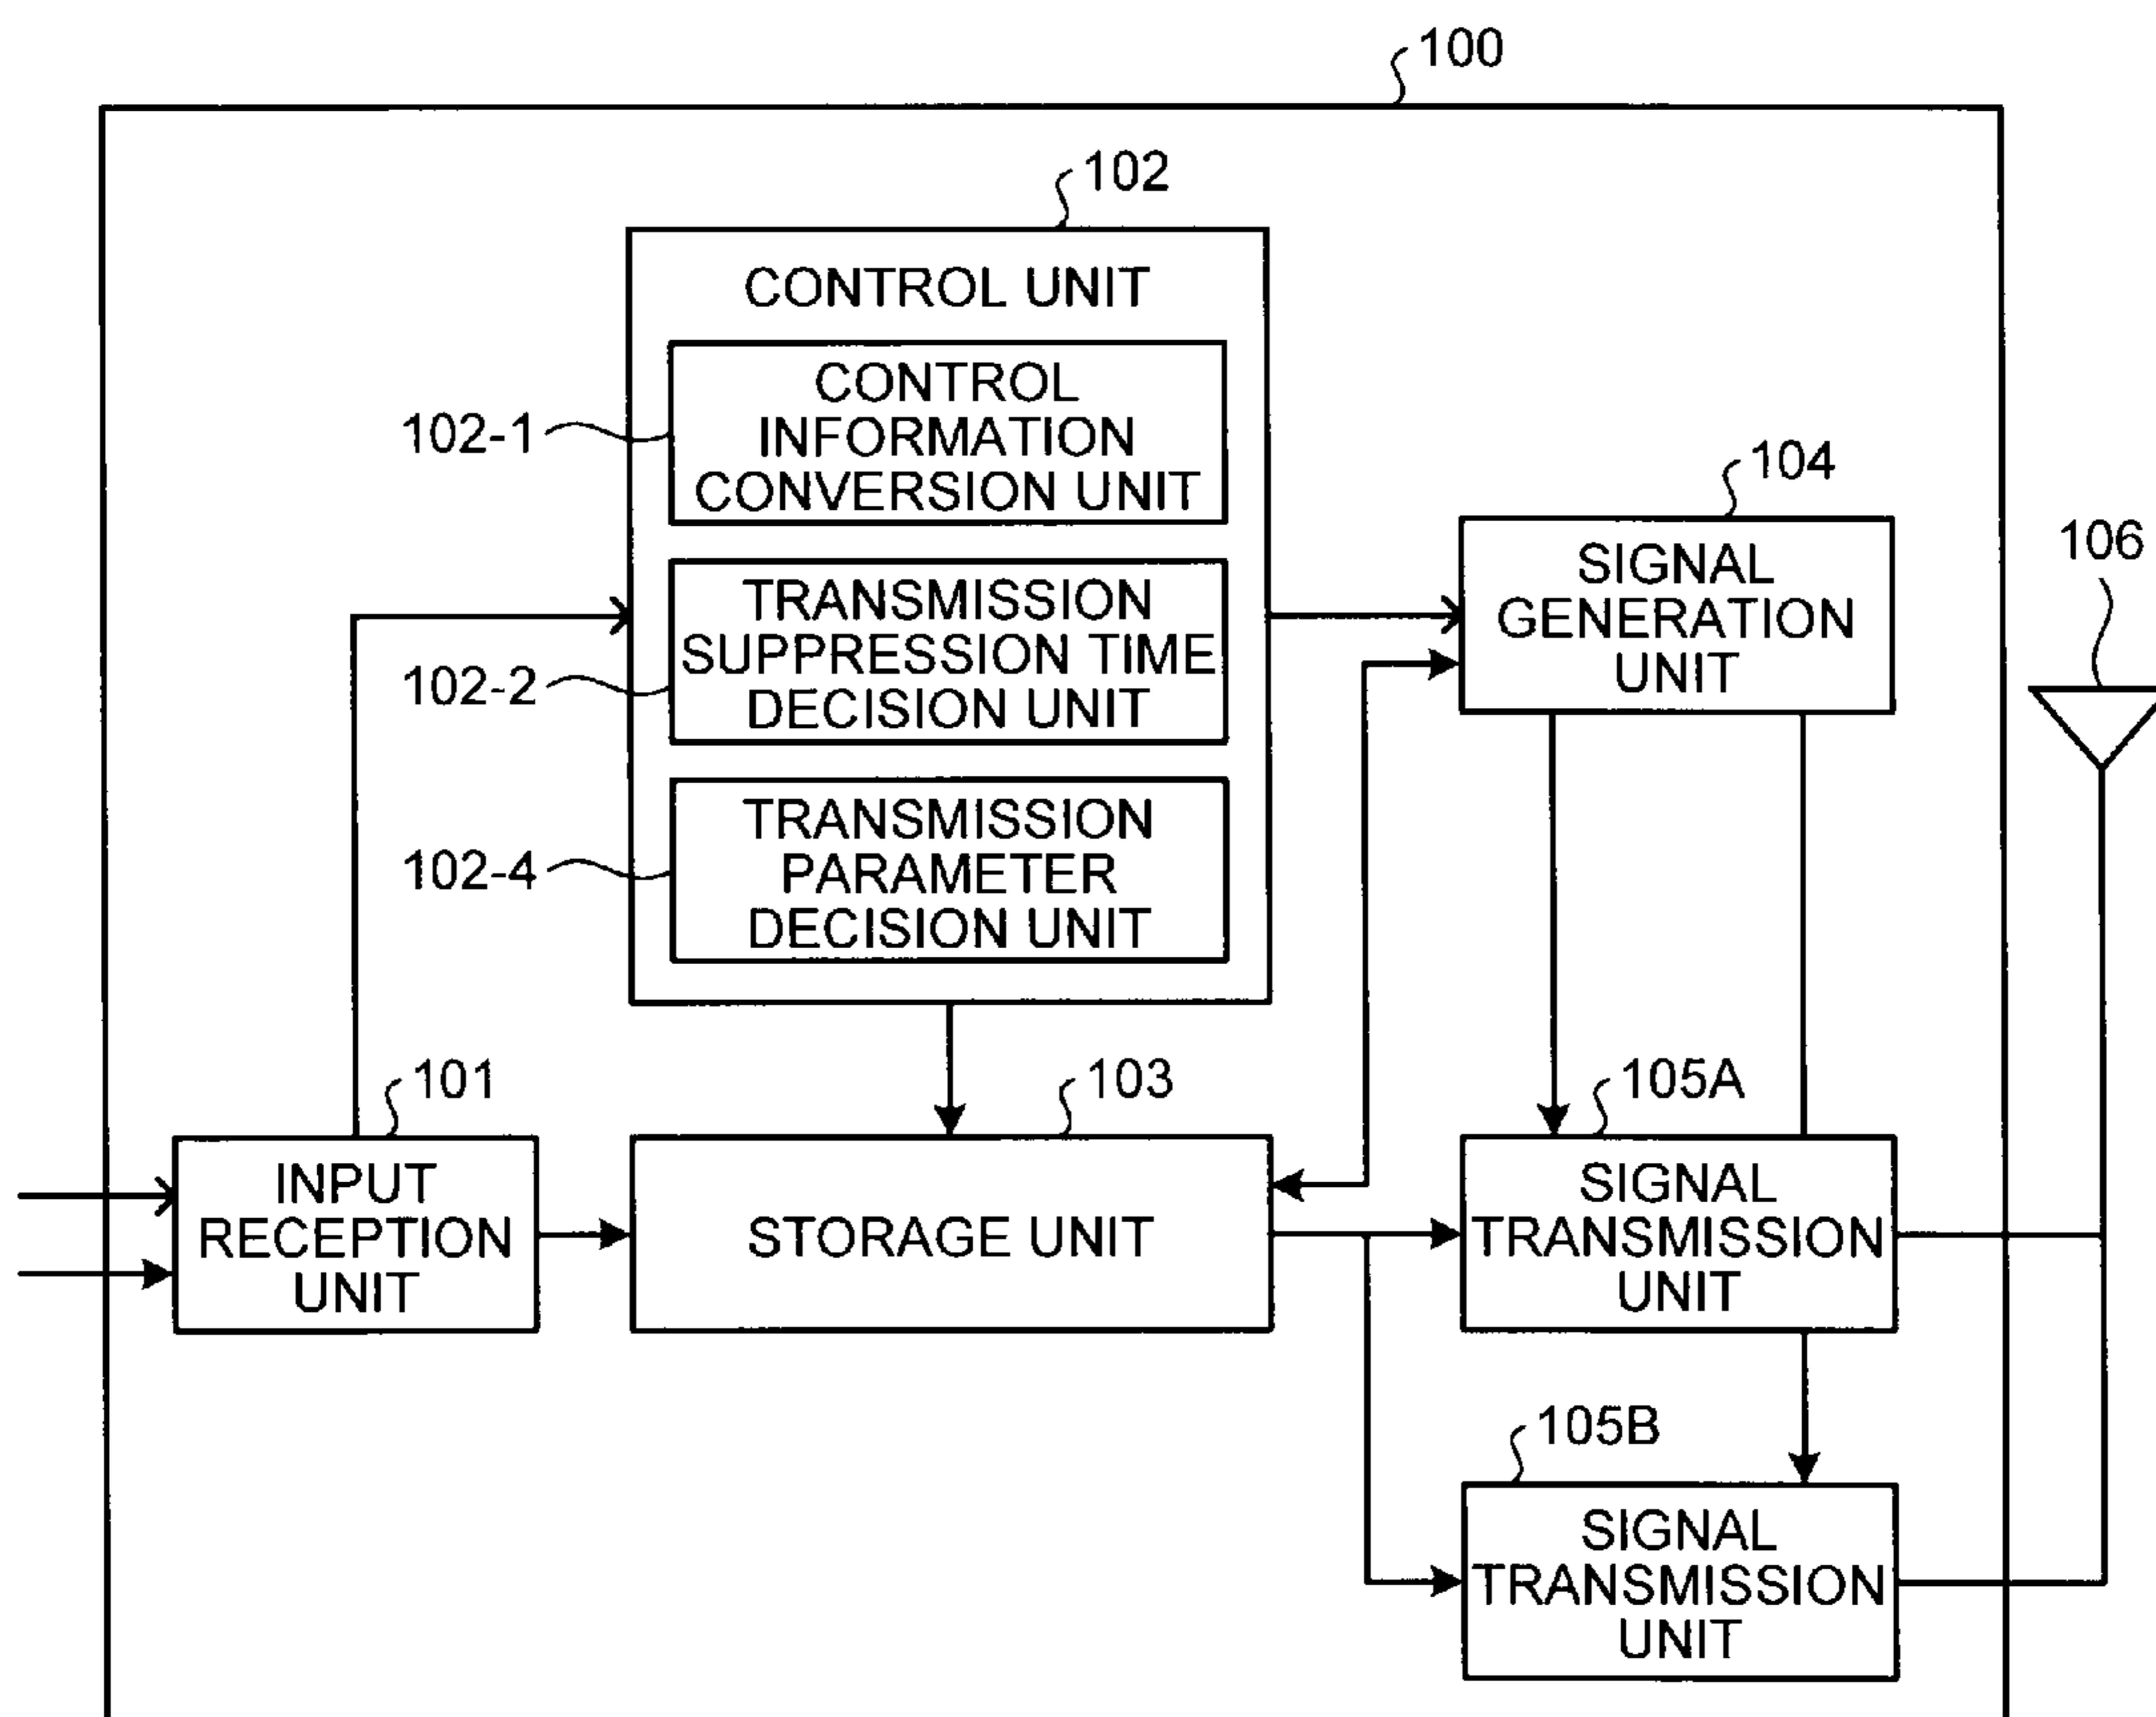 100
102
CONTROL UNIT
102-1
CONTROL
INFORMATION
CONVERSION UNIT
104
SIGNAL
GENERATION
UNIT
106
102-2
TRANSMISSION
SUPPRESSION TIME
DECISION UNIT
102-4
TRANSMISSION
PARAMETER
DECISION UNIT
101
INPUT
RECEPTION
UNIT
103
STORAGE UNIT
105A
SIGNAL
TRANSMISSION
UNIT
105B
SIGNAL
TRANSMISSION
UNIT